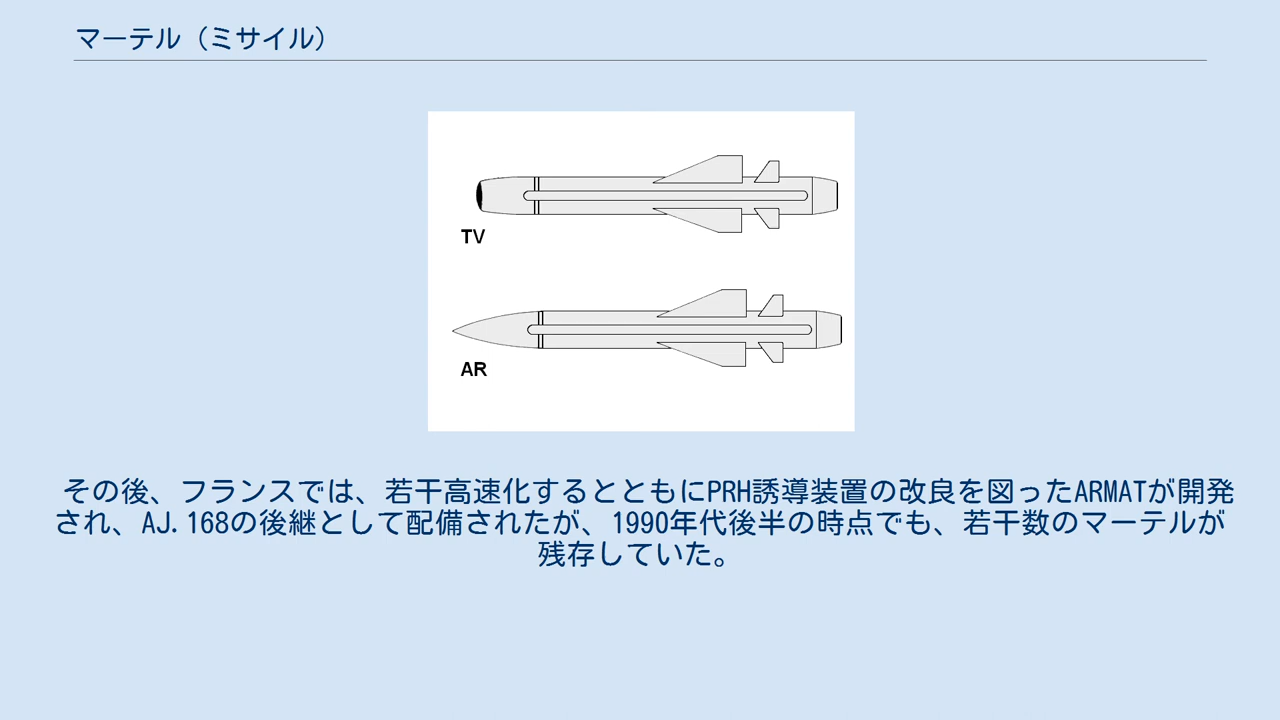 マーテル（ミサイル）
TV
AR
その後、フランスでは、若干高速化するとともにPRH誘導装置の改良を図ったARMATが開発
され、AJ.168の後継として配備されたが、1990年代後半の時点でも、若干数のマーテルが
残存していた。